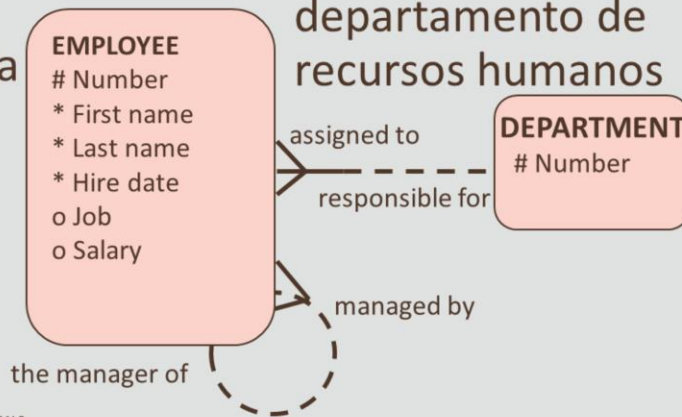 departamento de
recursos humanos
a
EMPLOYEE
# Number
* First name
* Last name
* Hire date
o Job
o Salary
assigned to
responsible for
DEPARTMENT
# Number
managed by
the manager of